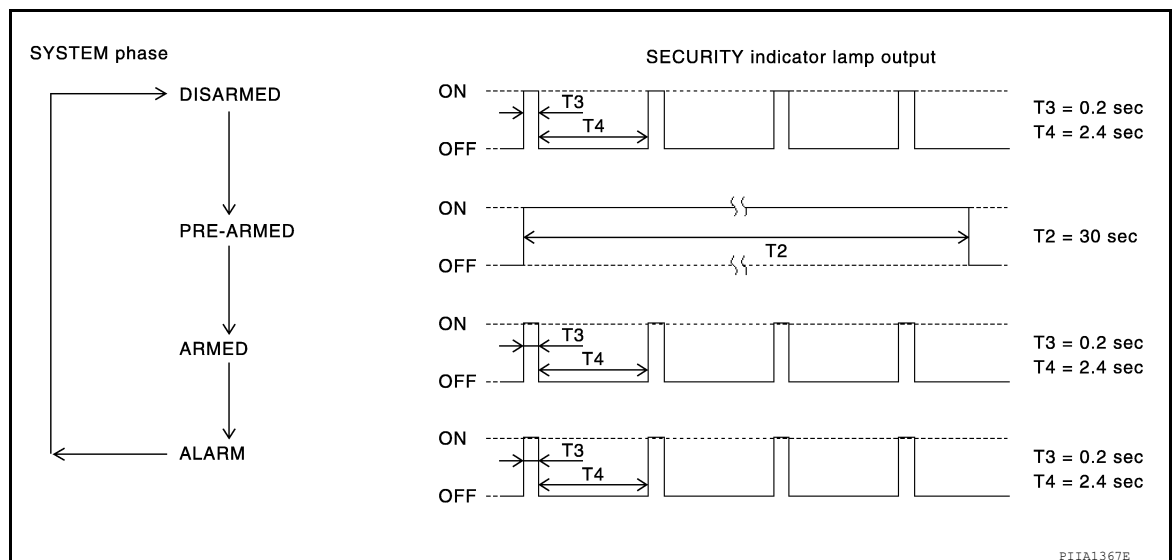 SYSTEM phase
SECURITY indicator lamp output
DISARMED
ON
T3
T4
OFF
T3 = 0.2 sec
T4 = 2.4 sec
PRE-ARMED
ON
T2
OFF
T2 = 30 sec
ARMED
ON
T3
T4
OFF
T3 = 0.2 sec
T4 = 2.4 sec
ALARM
ON
T3
T4
OFF
T3 = 0.2 sec
T4 = 2.4 sec
PIIA1367E